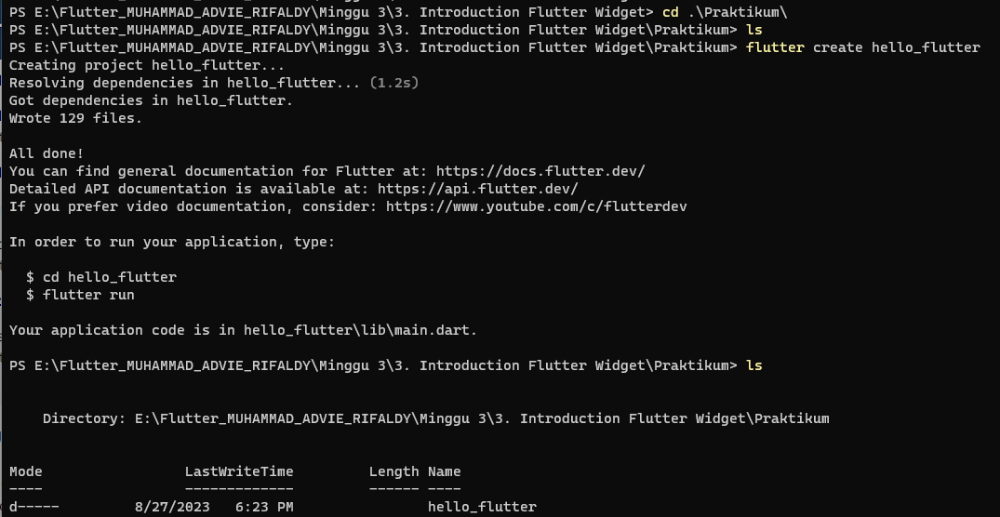 PS E:\Flutter_MUHAMMAD_ADVIE_RIFALDY\Minggu 3\3. Introduction Flutter Widget> cd .\Praktikum\
PS E:\Flutter_MUHAMMAD_ADVIE_RIFALDY\Minggu 3\3. Introduction Flutter Widget\Praktikum> ls
PS E:\Flutter_MUHAMMAD_ADVIE_RIFALDY\Minggu 3\3. Introduction Flutter Widget\Praktikum> flutter create hello_flutter
Creating project hello_flutter...
Resolving dependencies in hello_flutter... (1.2s)
Got dependencies in hello_flutter.
Wrote 129 files.
All done!
You can find general documentation for Flutter at: https://docs.flutter.dev/
Detailed API documentation is available at: https://api.flutter.dev/
If you prefer video documentation, consider: https://www.youtube.com/c/flutterdev
In order to run your application, type:
$ cd hello_flutter
$ flutter run
Your application code is in hello_flutter\lib\main.dart.
PS E:\Flutter_MUHAMMAD_ADVIE_RIFALDY\Minggu 3\3. Introduction Flutter Widget\Praktikum> ls
Directory: E:\Flutter_MUHAMMAD_ADVIE_RIFALDY\Minggu 3\3. Introduction Flutter Widget\Praktikum
Mode LastWriteTime Length Name
---- ------------- ------ ----
d----- 8/27/2023 6:23 PM hello_flutter